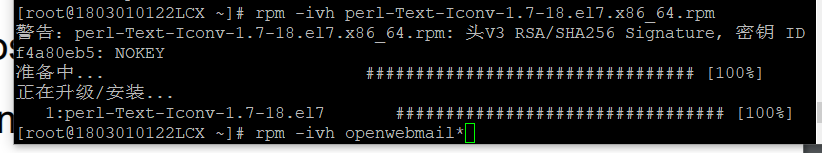 [root@1803010122LCX ~]# rpm -ivh perl-Text-Iconv-1.7-18.el7.x86_64.rpm
警告：perl-Text-Iconv-1.7-18.el7.x86_64.rpm: 头V3 RSA/SHA256 Signature, 密钥 ID
f4a80eb5: NOKEY
准备中... ################################# [100%]
正在升级/安装...
1:perl-Text-Iconv-1.7-18.el7 ################################# [100%]
[root@1803010122LCX ~]# rpm -ivh openwebmail*